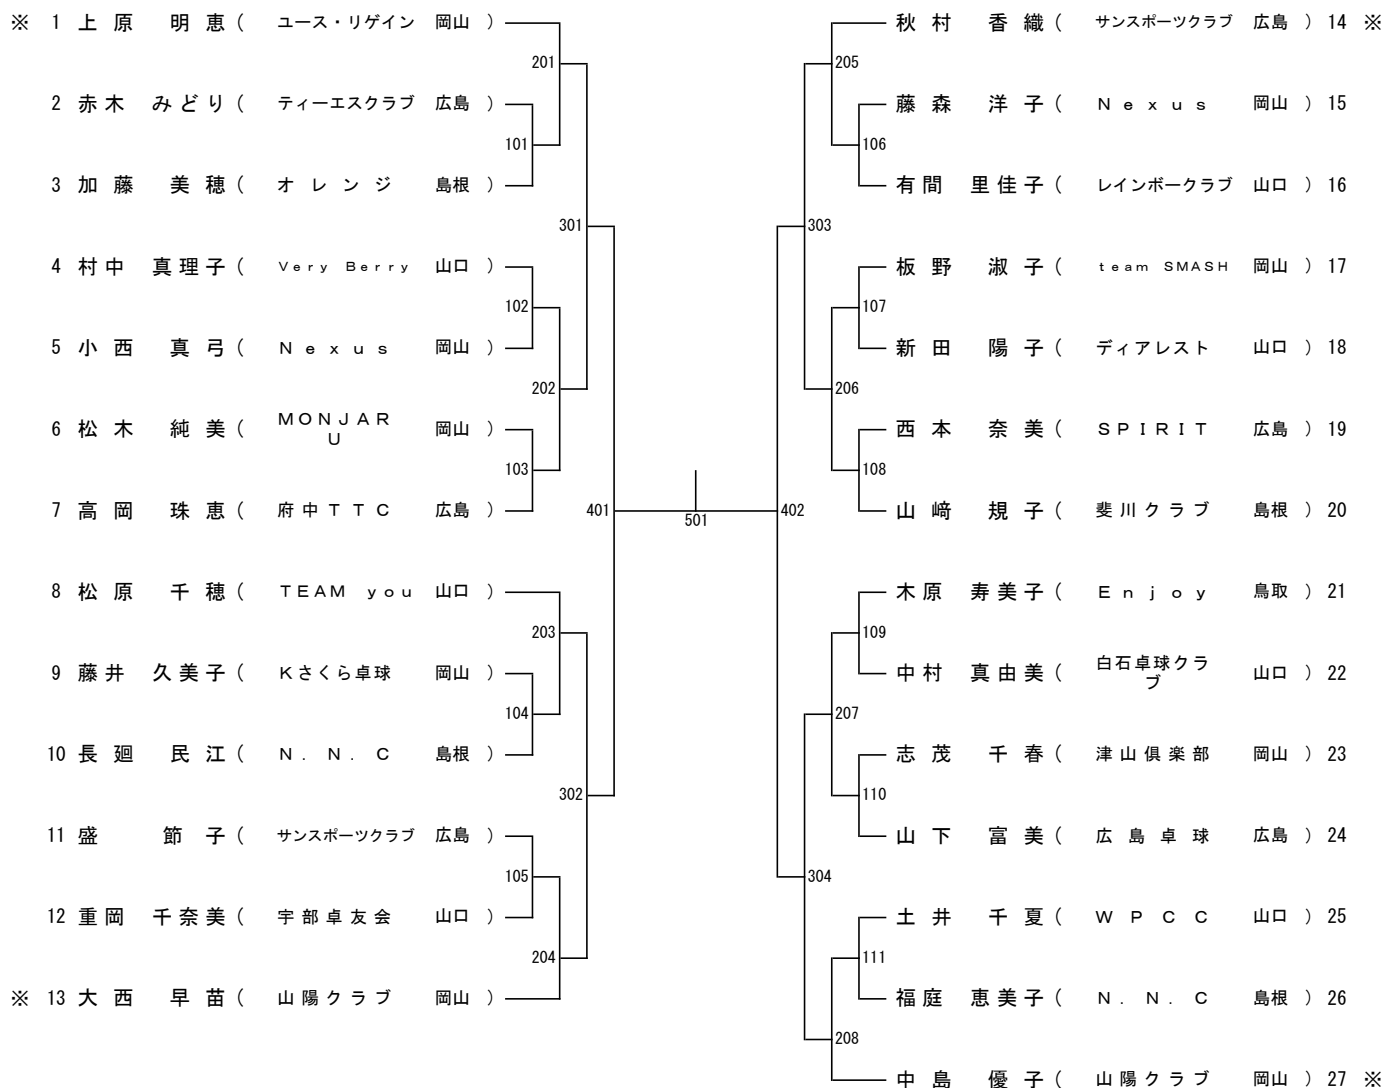 ※ 1 上原 明恵 ( ユース・リゲイン 岡山 )
201
2 赤木 みどり ( ティーエスクラブ 広島 )
101
3 加藤 美穂 ( オレンジ 島根 )
301
4 村中 真理子 ( Very Berry 山口 )
102
5 小西 真弓 ( Nexus 岡山 )
202
6 松木 純美 ( MONJARU 岡山 )
103
7 高岡 珠恵 ( 府中TTC 広島 )
401
8 松原 千穂 ( TEAM you 山口 )
203
9 藤井 久美子 ( Kさくら卓球 岡山 )
104
10 長廻 民江 ( N.N.C 島根 )
302
11 盛 節子 ( サンスポーツクラブ 広島 )
105
12 重岡 千奈美 ( 宇部卓友会 山口 )
204
※ 13 大西 早苗 ( 山陽クラブ 岡山 )
501
秋村 香織 ( サンスポーツクラブ 広島 ) 14 ※
205
藤森 洋子 ( Nexus 岡山 ) 15
106
有間 里佳子 ( レインボークラブ 山口 ) 16
303
板野 淑子 ( team SMASH 岡山 ) 17
107
新田 陽子 ( ディアレスト 山口 ) 18
206
西本 奈美 ( SPIRIT 広島 ) 19
108
山﨑 規子 ( 斐川クラブ 島根 ) 20
402
木原 寿美子 ( Enjoy 鳥取 ) 21
109
中村 真由美 ( 白石卓球クラブ 山口 ) 22
207
志茂 千春 ( 津山倶楽部 岡山 ) 23
110
山下 富美 ( 広島卓球 広島 ) 24
304
土井 千夏 ( WPCC 山口 ) 25
111
福庭 恵美子 ( N.N.C 島根 ) 26
208
中島 優子 ( 山陽クラブ 岡山 ) 27 ※